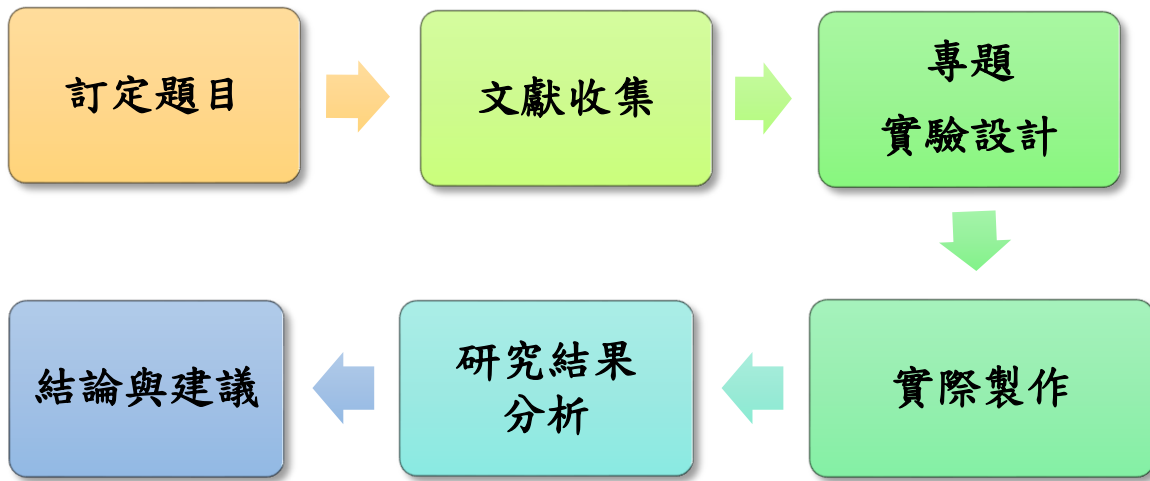 訂定題目
文獻收集
專題
實驗設計
實際製作
研究結果
分析
結論與建議